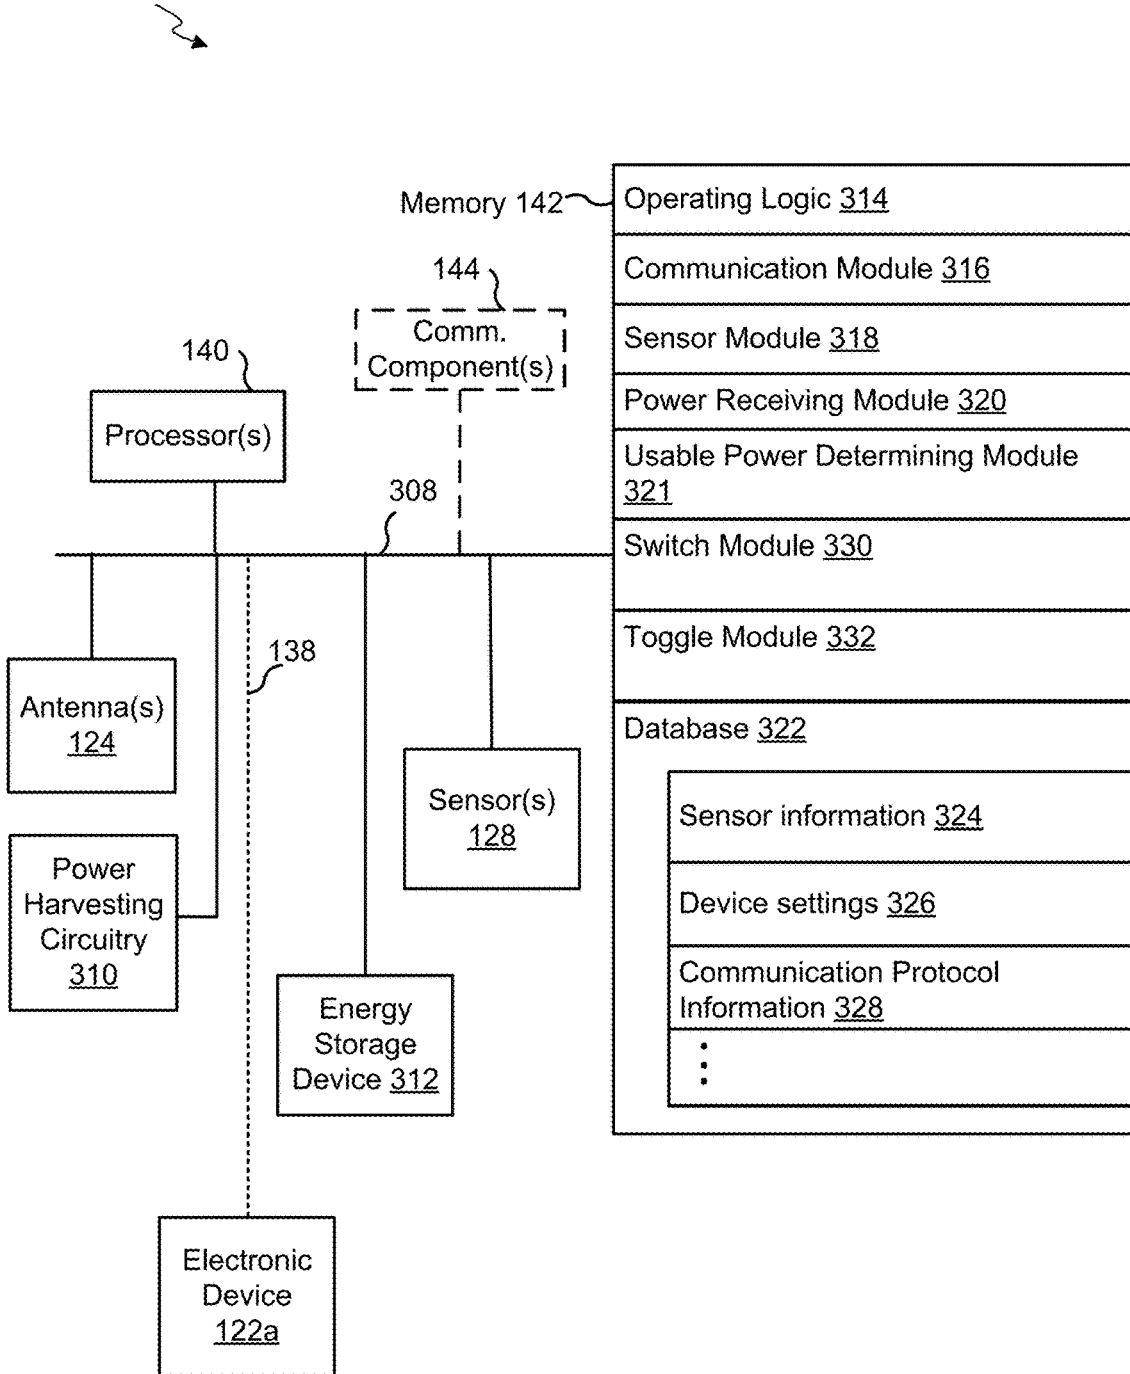 Memory 142
Operating Logic 314
Communication Module 316
144
Comm.
Component(s)
Sensor Module 318
140
Processor(s)
Power Receiving Module 320
Usable Power Determining Module
321
308
Switch Module 330
Toggle Module 332
138
Antenna(s)
124
Database 322
Sensor(s)
128
Sensor information 324
Power
Harvesting
Circuitry
310
Device settings 326
Communication Protocol
Information 328
Energy
Storage
Device 312
Electronic
Device
122a